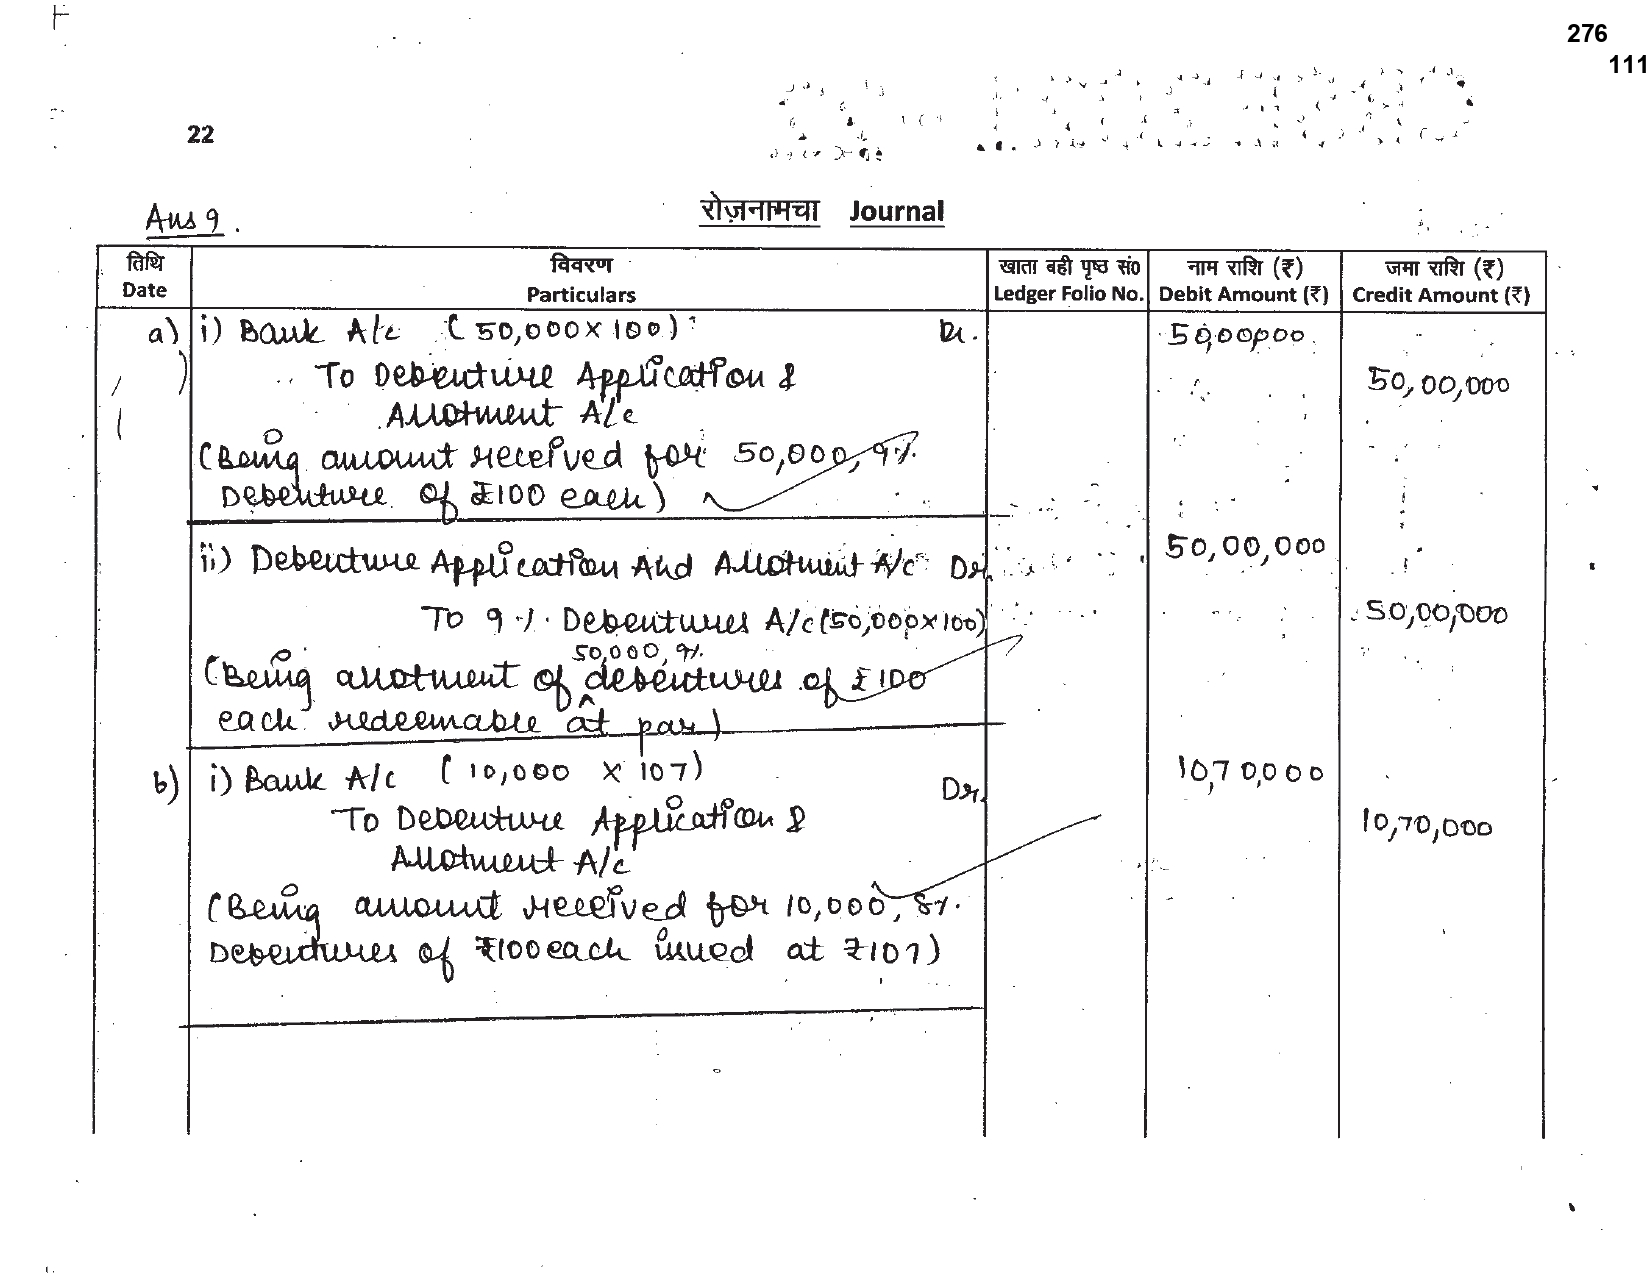 276
111
22
Ans 9.
रोज़नामचा Journal
तिथि
Date
विवरण
Particulars
खाता बही पृष्ठ सं०
Ledger Folio No.
नाम राशि (₹)
Debit Amount (₹)
जमा राशि (₹)
Credit Amount (₹)
a) i) Bank A/c (50,000 x 100) Dr. 50,00,000
To Debenture Application &
Allotment A/c 50,00,000
(Being amount received for 50,000, 9%
Debenture of ₹100 each)
ii) Debenture Application And Allotment A/c Dr. 50,00,000
To 9% Debentures A/c (50,000x100) 50,00,000
50,000, 9%
(Being allotment of debentures of ₹100
each redeemable at par)
b) i) Bank A/c (10,000 x 107) Dr. 10,70,000
To Debenture Application &
Allotment A/c 10,70,000
(Being amount received for 10,000, 8%
Debentures of ₹100 each issued at ₹107)